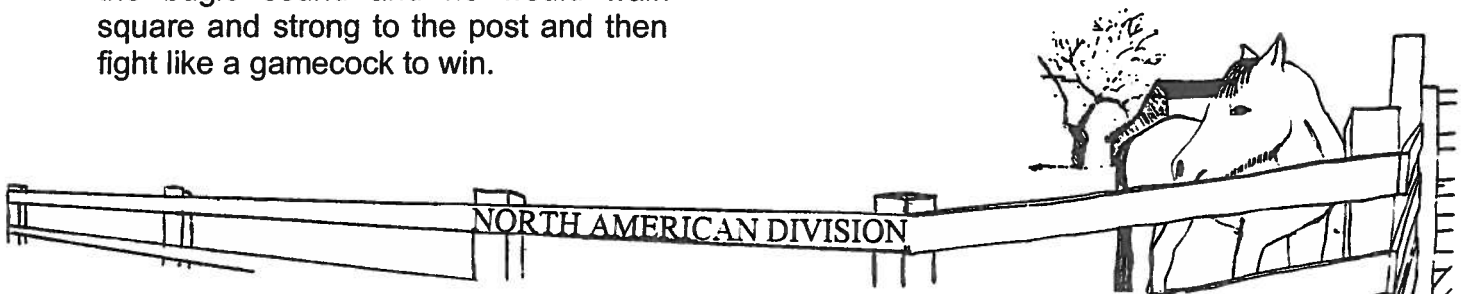 square and strong to the post and then
fight like a gamecock to win.
NORTH AMERICAN DIVISION